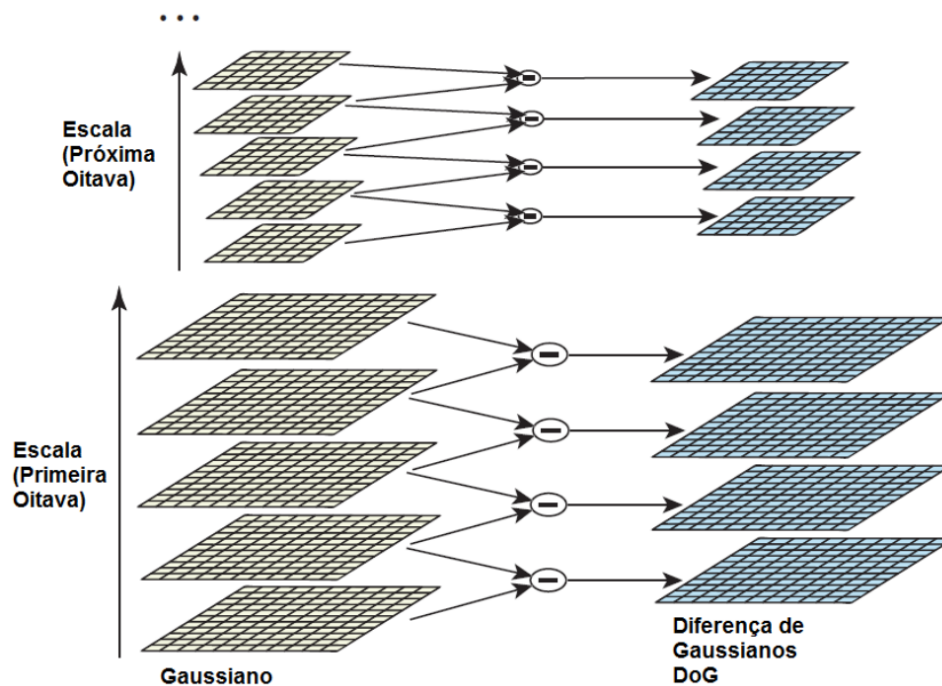 ...
Escala
(Próxima
Oitava)
Escala
(Primeira
Oitava)
Gaussiano
Diferença de
Gaussianos
DoG